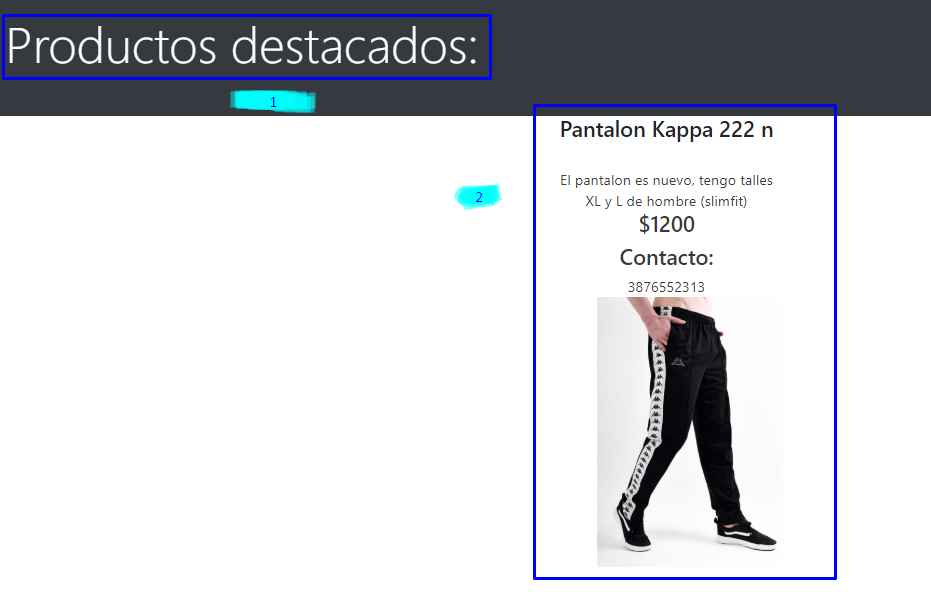 Productos destacados:
1
Pantalon Kappa 222 n
El pantalon es nuevo, tengo talles
2
XL y L de hombre (slimfit)
$1200
Contacto:
3876552313